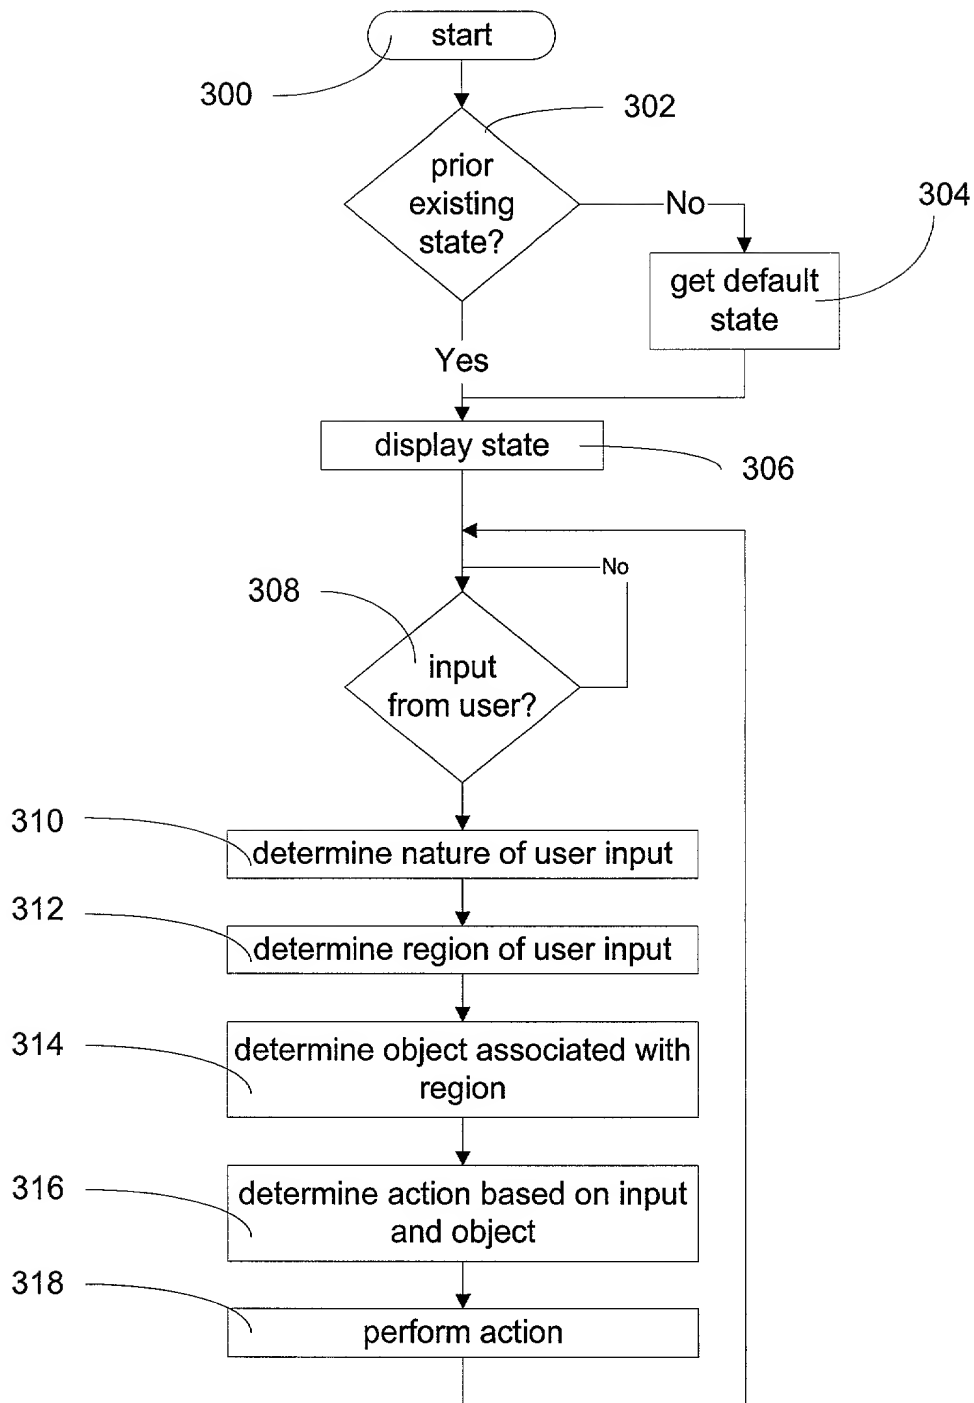 start
300
302
prior
existing
state?
No
304
get default
state
Yes
display state
306
No
308
input
from user?
310
determine nature of user input
312
determine region of user input
314
determine object associated with
region
316
determine action based on input
and object
318
perform action